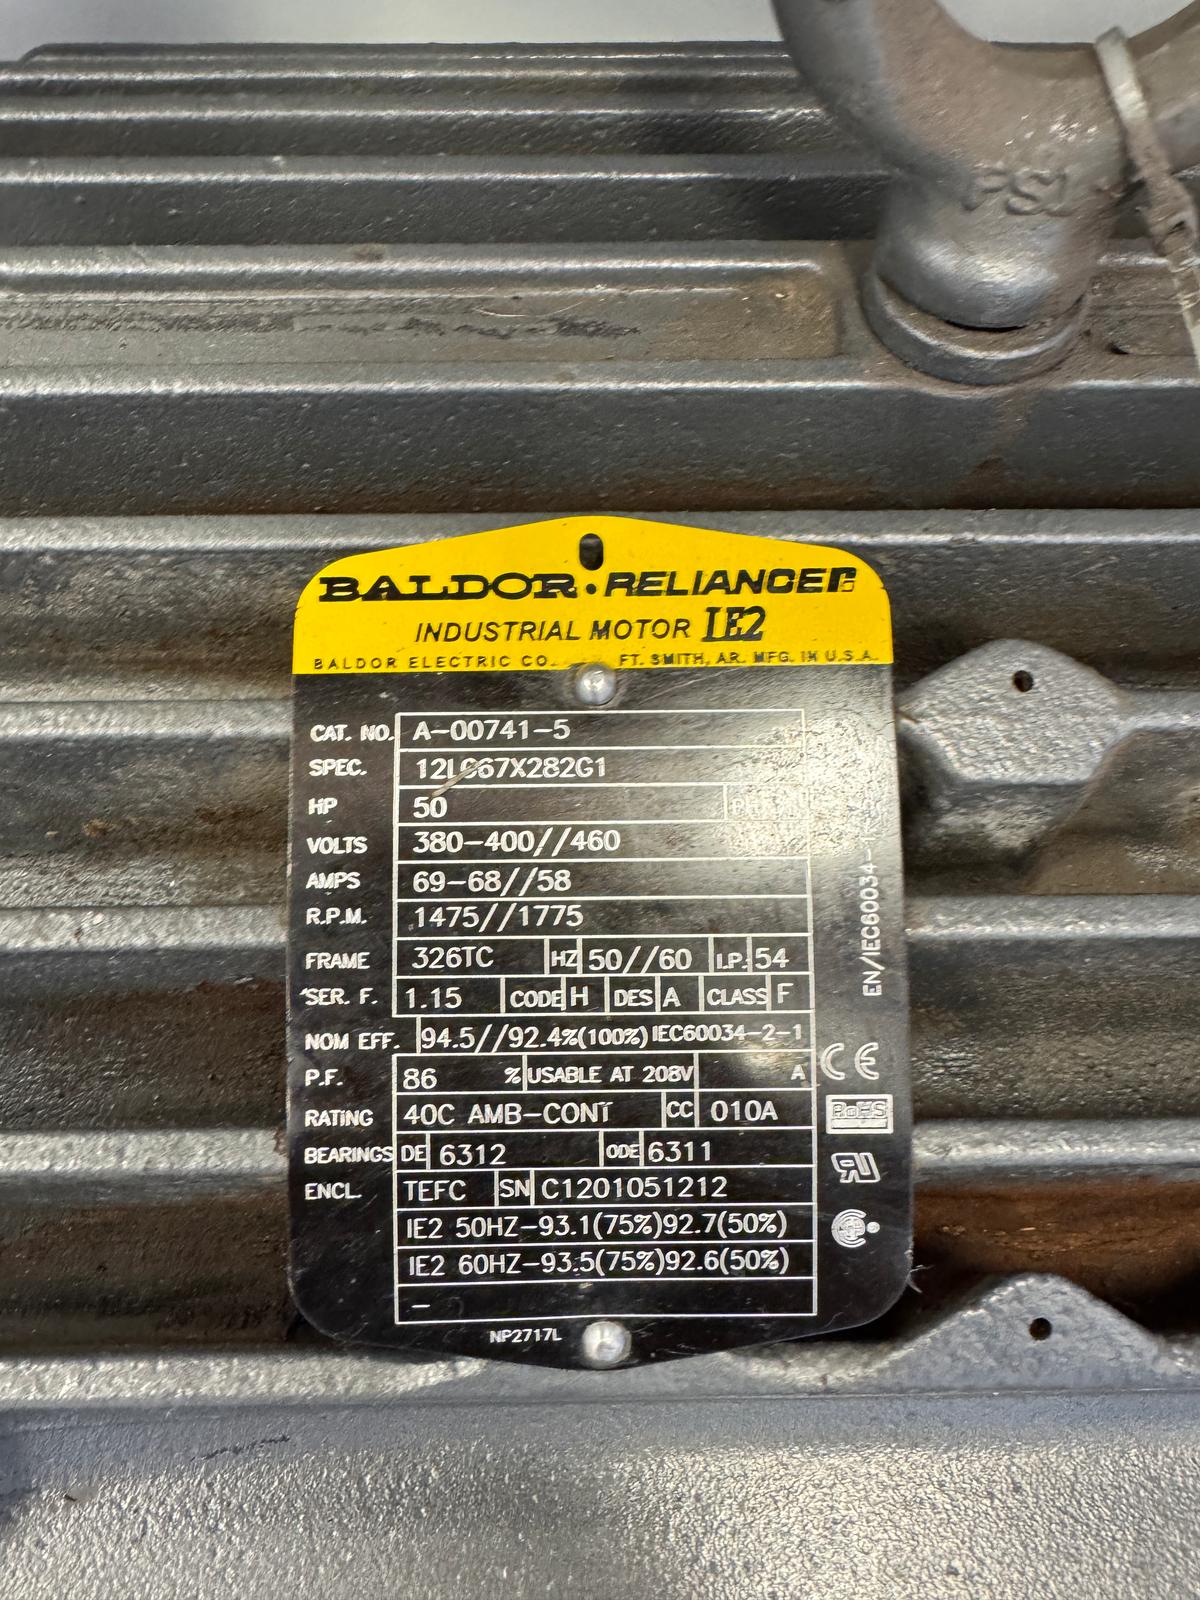 PS1
BALDOR · RELIANCER
INDUSTRIAL MOTOR IE2
BALDOR ELECTRIC CO. FT. SMITH, AR. MFG. IN U.S.A.
CAT. NO. A-00741-5
SPEC. 12L067X282G1
HP 50
VOLTS 380-400//460
AMPS 69-68//58
R.P.M. 1475//1775
FRAME 326TC HZ 50//60 I.P. 54
SER. F. 1.15 CODE H DES A CLASS F
NOM EFF. 94.5//92.4%(100%) IEC60034-2-1
P.F. 86 % USABLE AT 208V A
RATING 40C AMB-CONT CC 010A
BEARINGS DE 6312 ODE 6311
ENCL. TEFC SN C1201051212
IE2 50HZ-93.1(75%)92.7(50%)
IE2 60HZ-93.5(75%)92.6(50%)
-
NP2717L
EN/IEC60034-
CE
RoHS